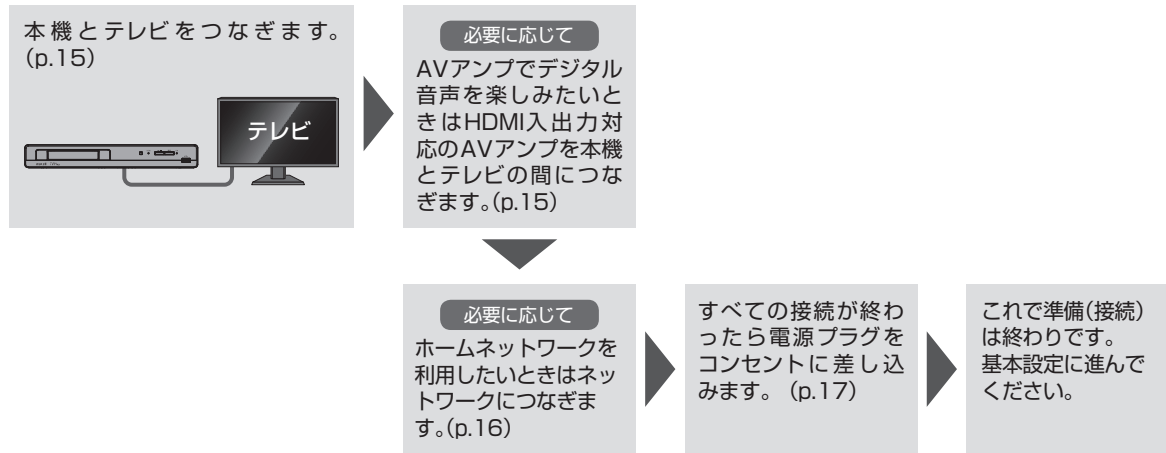 本機とテレビをつなぎます。
(p.15)
テレビ
必要に応じて
AVアンプでデジタル
音声を楽しみたいと
きはHDMI入出力対
応のAVアンプを本機
とテレビの間につな
ぎます。(p.15)
必要に応じて
ホームネットワークを
利用したいときはネッ
トワークにつなぎま
す。(p.16)
すべての接続が終わ
ったら電源プラグを
コンセントに差し込
みます。(p.17)
これで準備(接続)
は終わりです。
基本設定に進んで
ください。